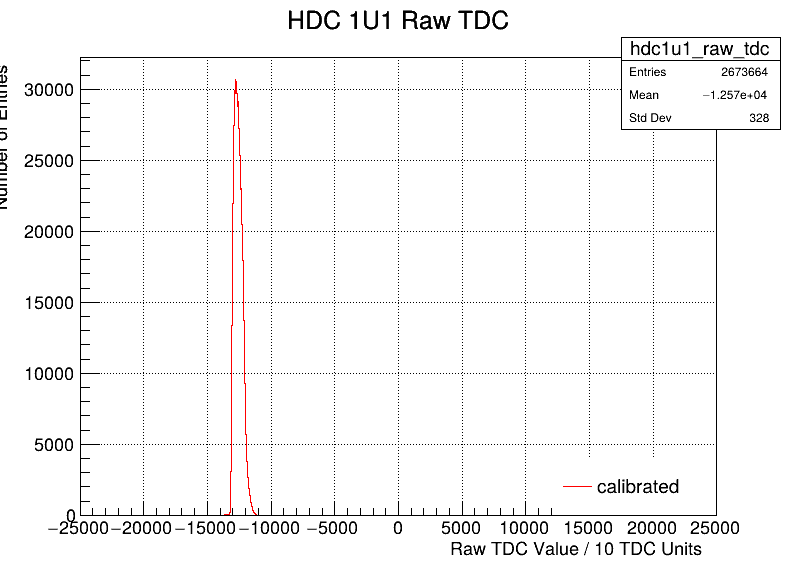 HDC 1U1 Raw TDC
hdc1u1_raw_tdc
Entries 2673664
Mean −1.257e+04
Std Dev 328
Number of Entries
30000
25000
20000
15000
10000
5000
0
−25000 −20000 −15000 −10000 −5000 0 5000 10000 15000 20000 25000
calibrated
Raw TDC Value / 10 TDC Units